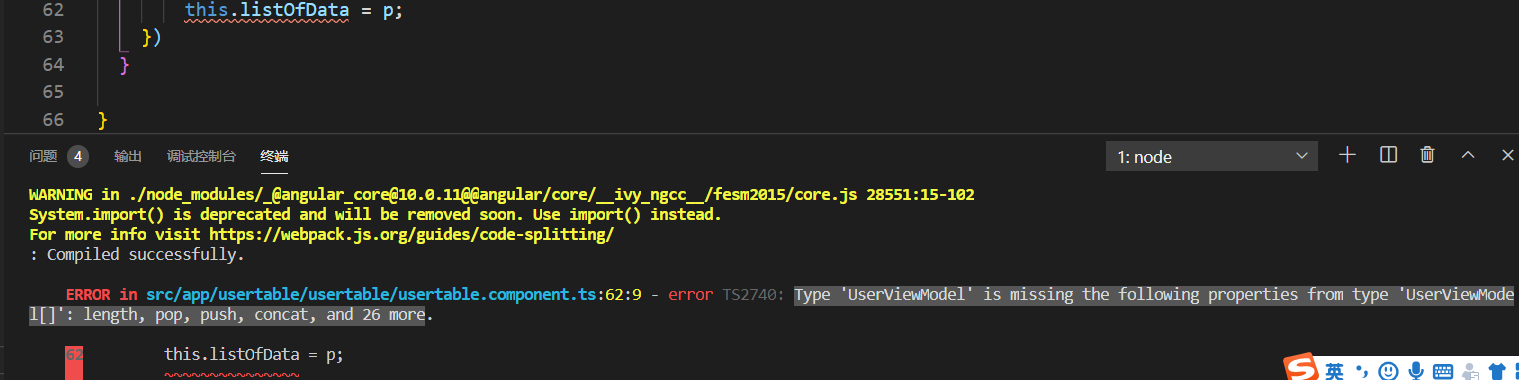 62 this.listOfData = p;
63 })
64 }
65
66 }
问题 4 输出 调试控制台 终端 1: node
WARNING in ./node_modules/_@angular_core@10.0.11@@angular/core/__ivy_ngcc__/fesm2015/core.js 28551:15-102
System.import() is deprecated and will be removed soon. Use import() instead.
For more info visit https://webpack.js.org/guides/code-splitting/
: Compiled successfully.
ERROR in src/app/usertable/usertable/usertable.component.ts:62:9 - error TS2740: Type 'UserViewModel' is missing the following properties from type 'UserViewMode
l[]': length, pop, push, concat, and 26 more.
62 this.listOfData = p;
S 英